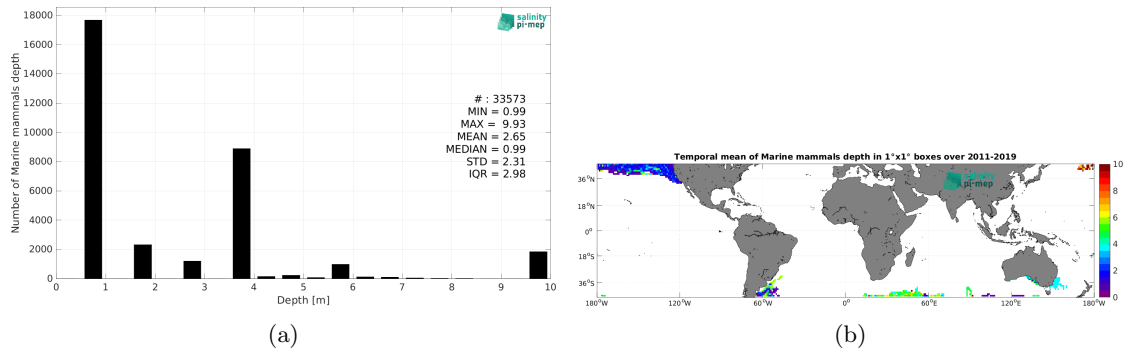 18000
16000
14000
12000
10000
8000
6000
4000
2000
0
Number of Marine mammals depth
salinity
pi-mep
# : 33573
MIN = 0.99
MAX = 9.93
MEAN = 2.65
MEDIAN = 0.99
STD = 2.31
IQR = 2.98
0 1 2 3 4 5 6 7 8 9 10
Depth [m]
(a)
Temporal mean of Marine mammals depth in 1°x1° boxes over 2011-2019
salinity
pi-mep
36°N
18°N
0°
18°S
36°S
180°W 120°W 60°W 0° 60°E 120°E 180°W
10
8
6
4
2
0
(b)